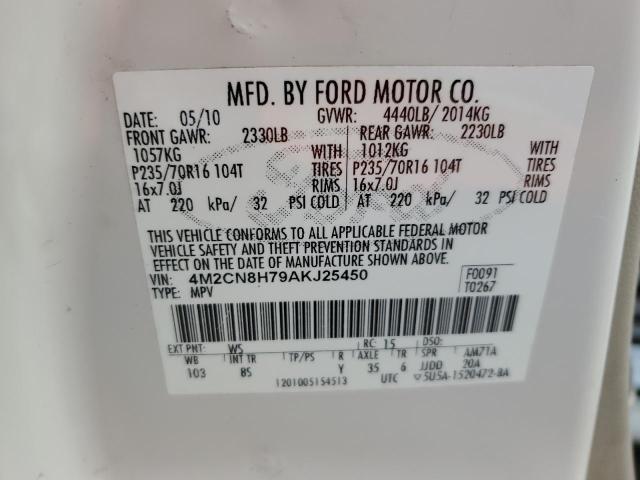 MFD. BY FORD MOTOR CO.
DATE: 05/10 GVWR: 4440LB/ 2014KG
FRONT GAWR: 2330LB REAR GAWR: 2230LB
1057KG WITH 1012KG WITH
P235/70R16 104T TIRES P235/70R16 104T TIRES
16x7.0J RIMS 16x7.0J RIMS
AT 220 kPa/ 32 PSI COLD AT 220 kPa/ 32 PSI COLD
THIS VEHICLE CONFORMS TO ALL APPLICABLE FEDERAL MOTOR
VEHICLE SAFETY AND THEFT PREVENTION STANDARDS IN
EFFECT ON THE DATE OF MANUFACTURE SHOWN ABOVE.
VIN: 4M2CN8H79AKJ25450 F0091
TYPE: MPV T0267
EXT PNT: WS RC: 15 DSO:
WB INT TR TP/PS R AXLE TR SPR AM71A
103 8S Y 35 6 JJDD 20A
1201005154513 UTC 5U5A-1520472-BA